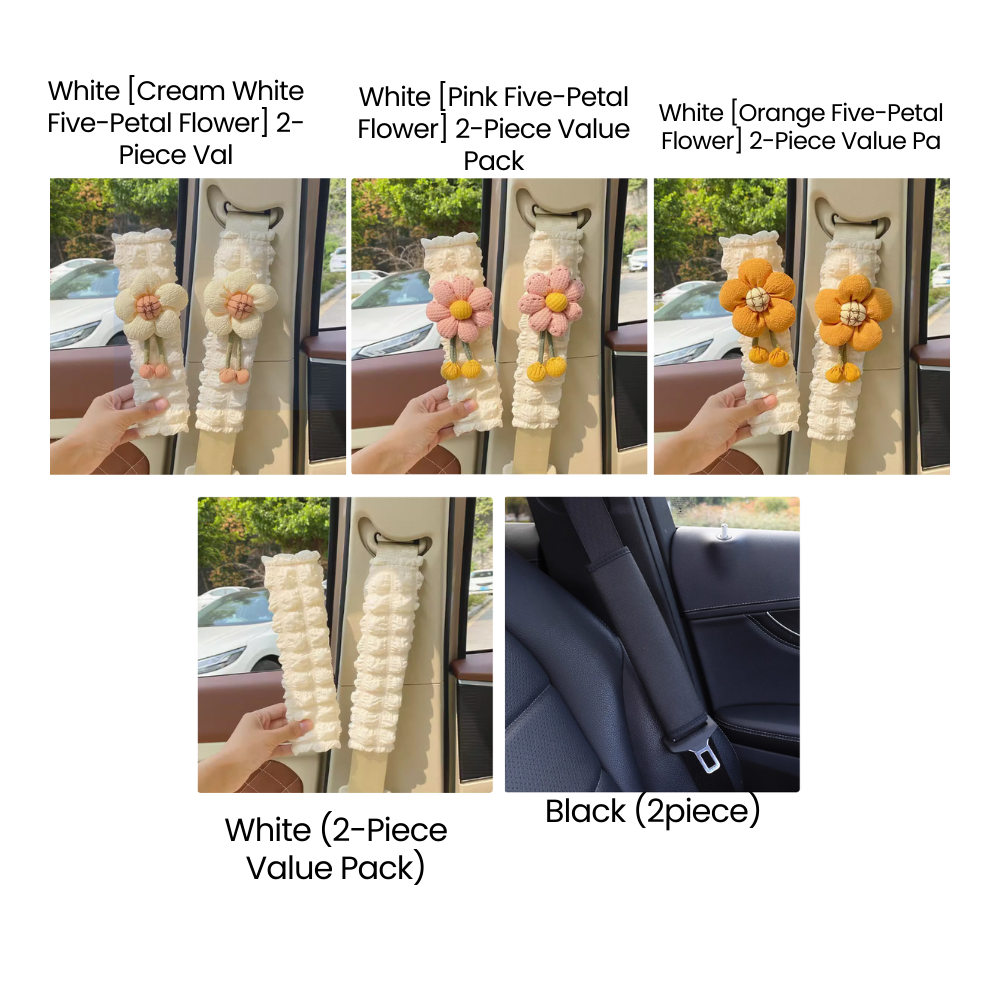 White [Cream White
Five-Petal Flower] 2-
Piece Val
White [Pink Five-Petal
Flower] 2-Piece Value
Pack
White [Orange Five-Petal
Flower] 2-Piece Value Pa
White (2-Piece
Value Pack)
Black (2piece)